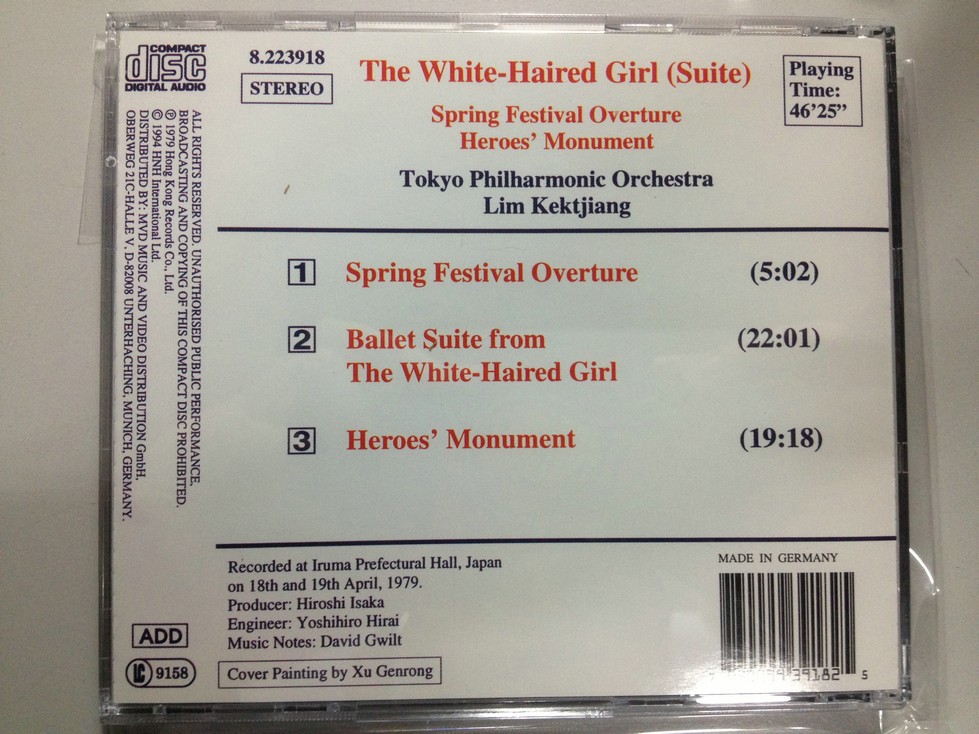 COMPACT
disc
DIGITAL AUDIO
8.223918
STEREO
The White-Haired Girl (Suite)
Spring Festival Overture
Heroes’ Monument
Tokyo Philharmonic Orchestra
Lim Kektjiang
Playing
Time:
46’25”
ALL RIGHTS RESERVED. UNAUTHORISED PUBLIC PERFORMANCE,
BROADCASTING AND COPYING OF THIS COMPACT DISC PROHIBITED.
℗ 1979 Hong Kong Records Co., Ltd.
© 1994 HNH International Ltd.
DISTRIBUTED BY: MVD MUSIC AND VIDEO DISTRIBUTION GmbH,
OBERWEG 21C-HALLE V, D-82008 UNTERHACHING, MUNICH, GERMANY.
1 Spring Festival Overture (5:02)
2 Ballet Suite from (22:01)
The White-Haired Girl
3 Heroes’ Monument (19:18)
Recorded at Iruma Prefectural Hall, Japan
on 18th and 19th April, 1979.
Producer: Hiroshi Isaka
Engineer: Yoshihiro Hirai
Music Notes: David Gwilt
Cover Painting by Xu Genrong
ADD
LC 9158
MADE IN GERMANY
39182 5